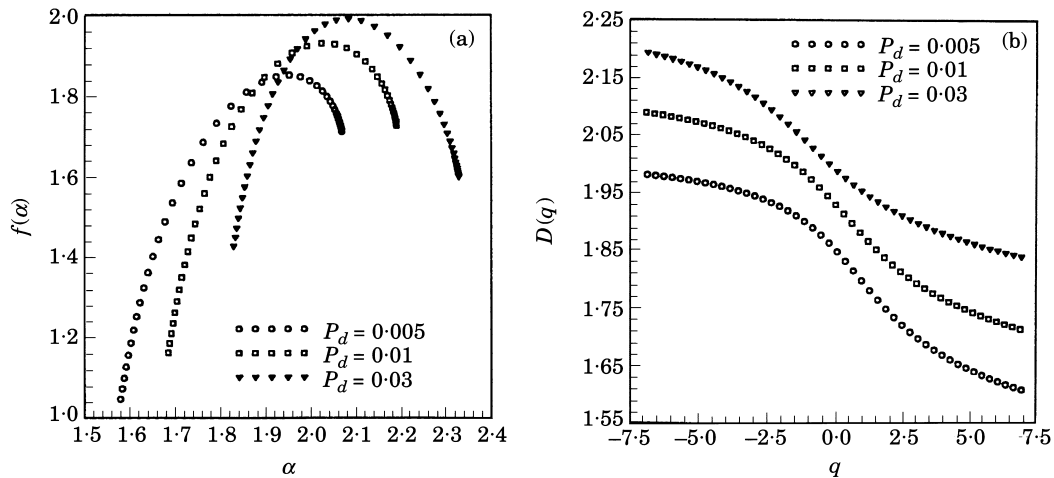 2·0
1·8
1·6
1·4
1·2
1·0
f(α)
(a)
P_d = 0·005
P_d = 0·01
P_d = 0·03
1·5 1·6 1·7 1·8 1·9 2·0 2·1 2·2 2·3 2·4
α
2·25
2·15
2·05
1·95
1·85
1·75
1·65
1·55
D(q)
P_d = 0·005 (b)
P_d = 0·01
P_d = 0·03
−7·5 −5·0 −2·5 0·0 2·5 5·0 7·5
q